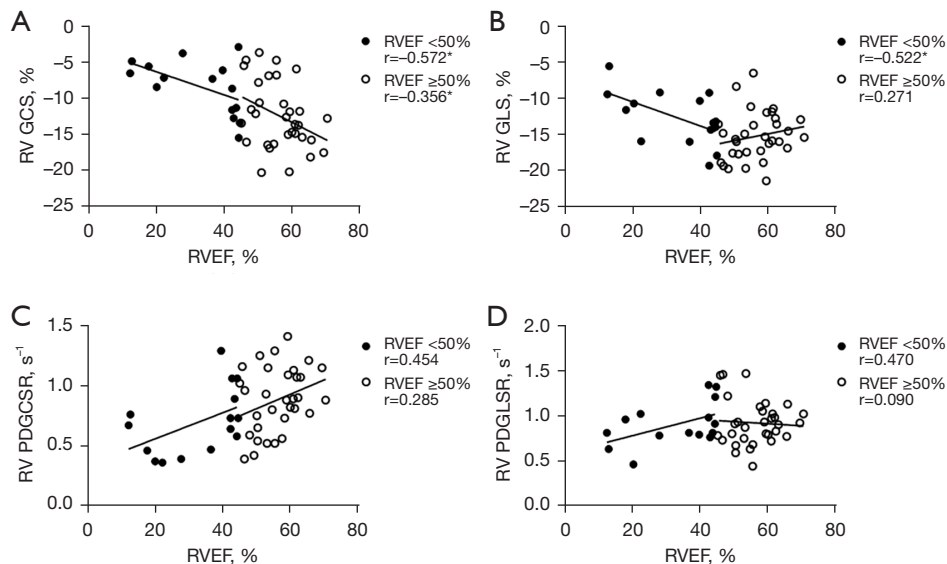 A
RV GCS, %
0
−5
−10
−15
−20
−25
0 20 40 60 80
RVEF, %
RVEF <50%
r=−0.572*
RVEF ≥50%
r=−0.356*
B
RV GLS, %
0
−5
−10
−15
−20
−25
0 20 40 60 80
RVEF, %
RVEF <50%
r=−0.522*
RVEF ≥50%
r=0.271
C
RV PDGCSR, s⁻¹
1.5
1.0
0.5
0.0
0 20 40 60 80
RVEF, %
RVEF <50%
r=0.454
RVEF ≥50%
r=0.285
D
RV PDGLSR, s⁻¹
2.0
1.5
1.0
0.5
0.0
0 20 40 60 80
RVEF, %
RVEF <50%
r=0.470
RVEF ≥50%
r=0.090